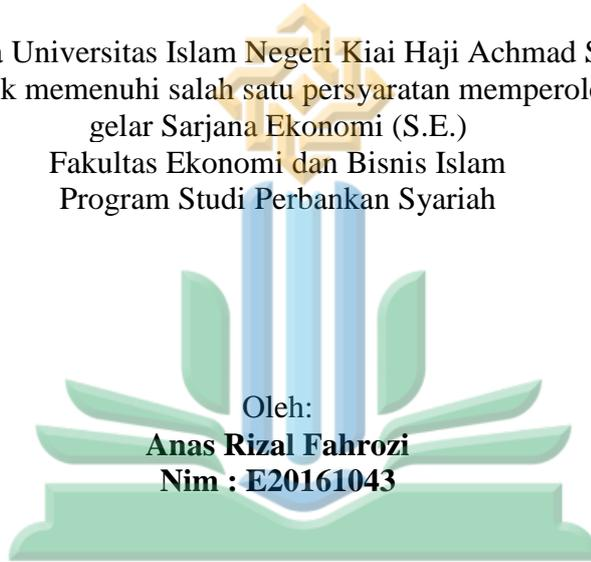 Universitas Islam Negeri Kiai Haji Achmad
memenuhi salah satu persyaratan
gelar Sarjana Ekonomi (S.E.)
Fakultas Ekonomi dan Bisnis Islam
Program Studi Perbankan Syariah
Oleh:
Anas Rizal Fahrozi
Nim : E20161043